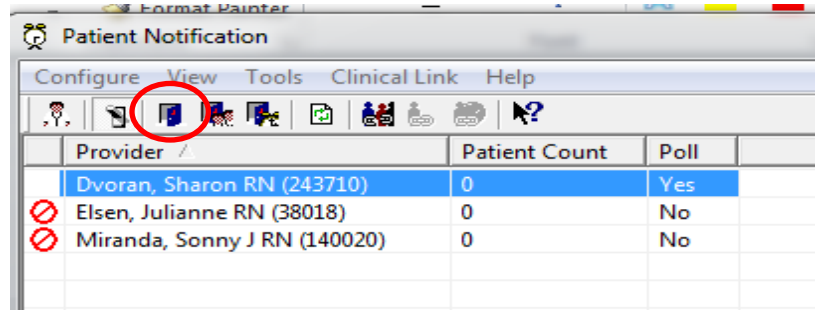 Format Painter
Patient Notification
Configure View Tools Clinical Link Help
Provider Patient Count Poll
Dvoran, Sharon RN (243710) 0 Yes
Elsen, Julianne RN (38018) 0 No
Miranda, Sonny J RN (140020) 0 No